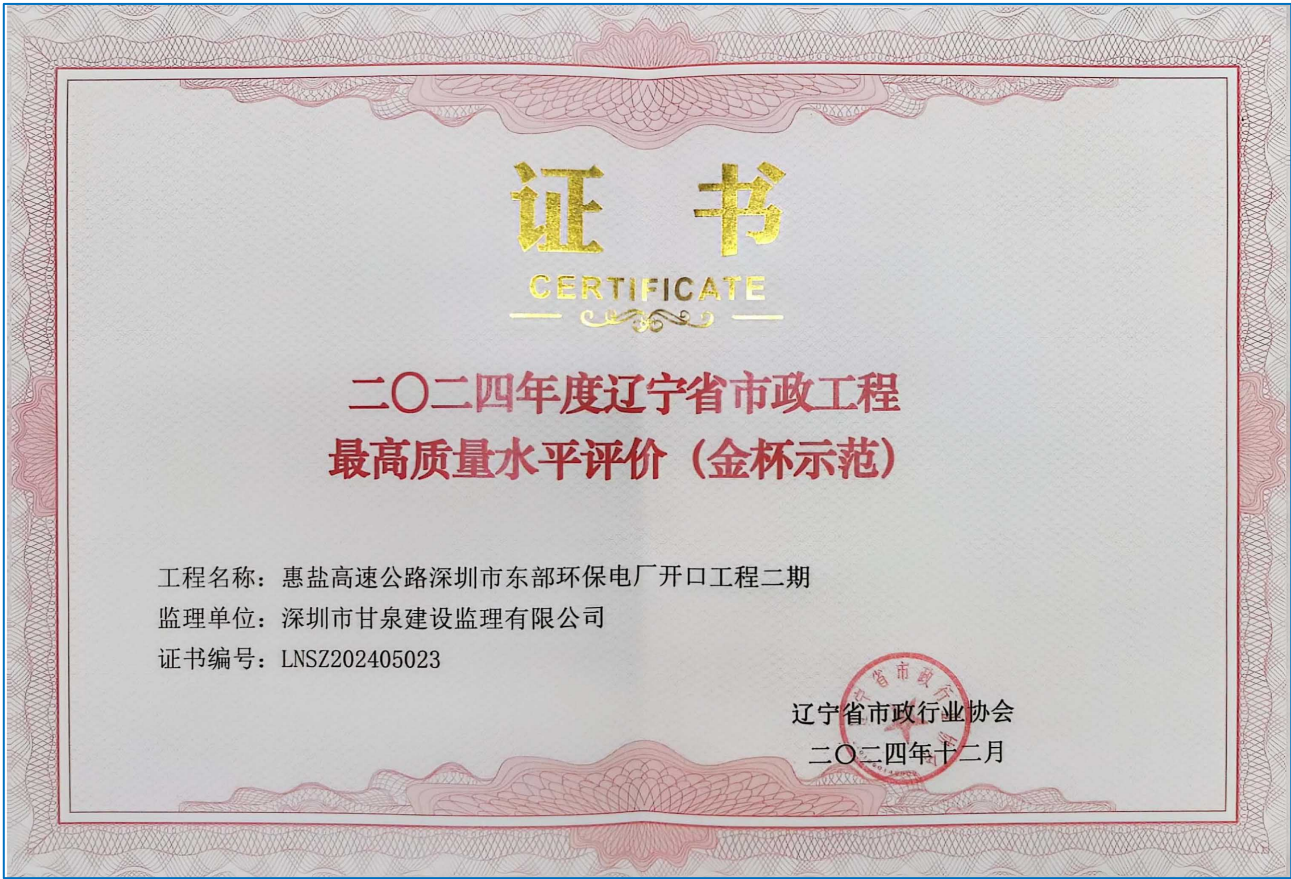 证书
CERTIFICATE
二〇二四年度辽宁省市政工程
最高质量水平评价（金杯示范）
工程名称：惠盐高速公路深圳市东部环保电厂开口工程二期
监理单位：深圳市甘泉建设监理有限公司
证书编号：LNSZ202405023
辽宁省市政行业协会
二〇二四年十二月